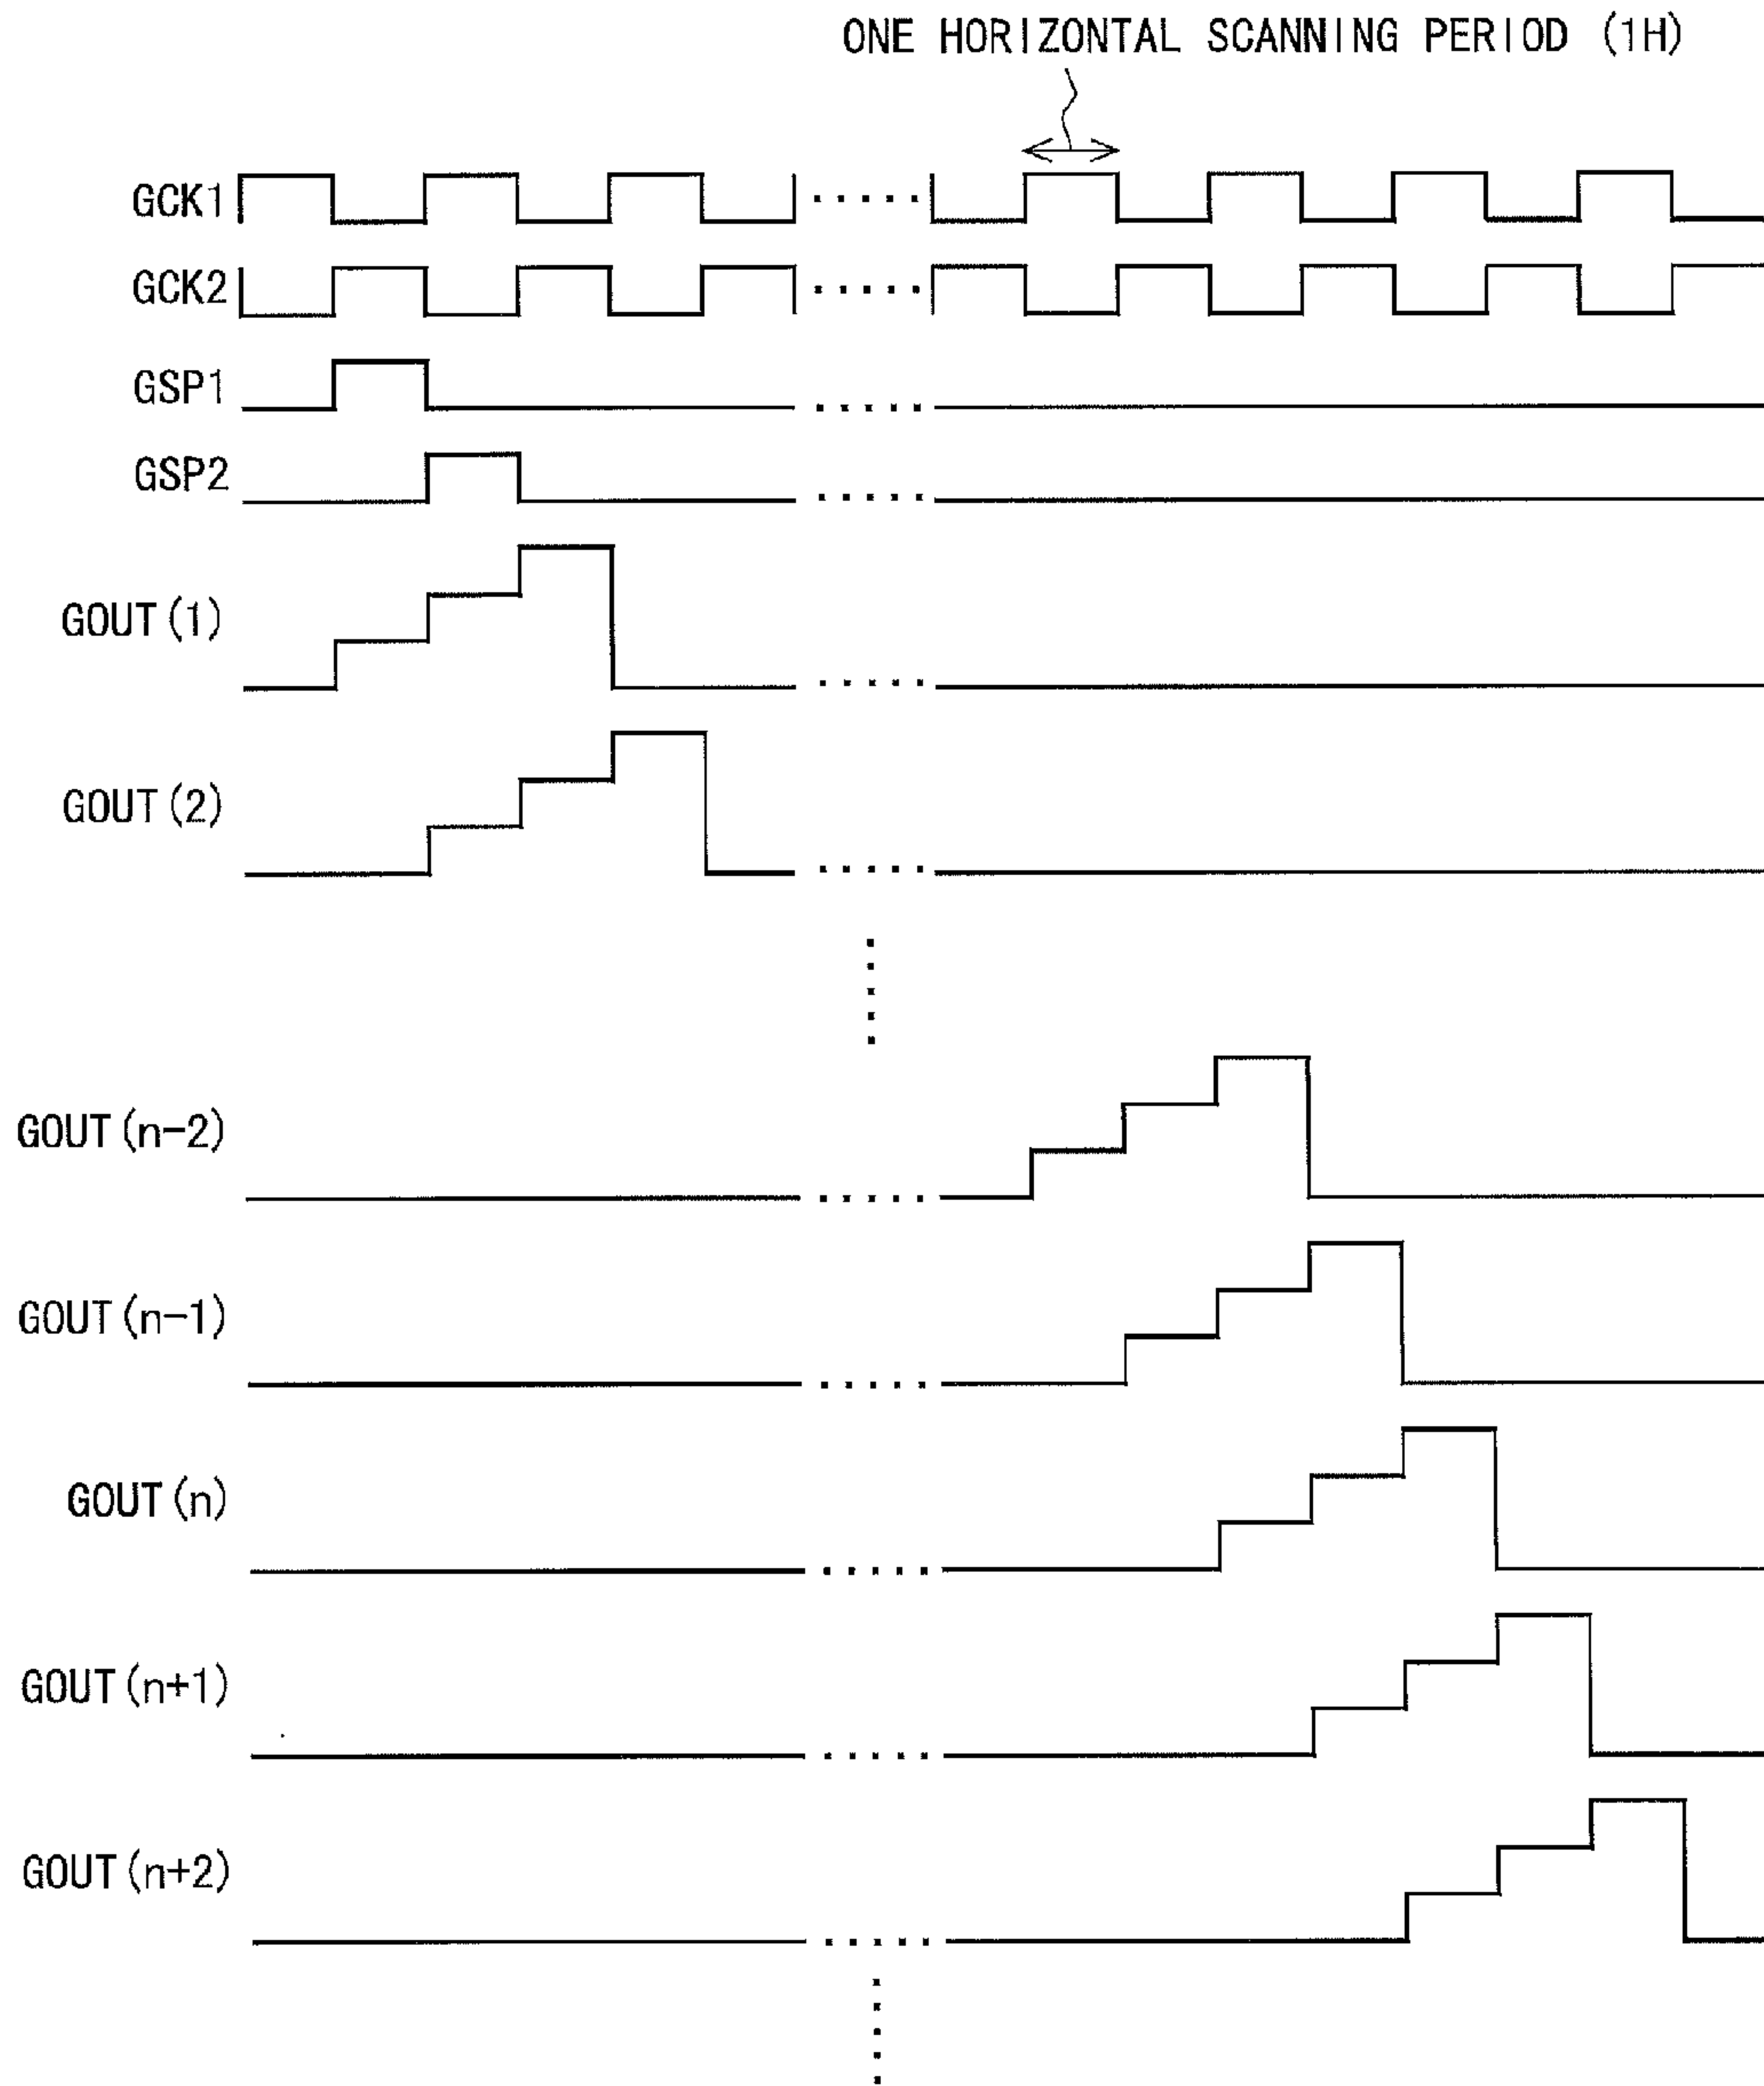 ONE HORIZONTAL SCANNING PERIOD (1H)
GCK1
GCK2
GSP1
GSP2
GOUT(1)
GOUT(2)
GOUT(n-2)
GOUT(n-1)
GOUT(n)
GOUT(n+1)
GOUT(n+2)